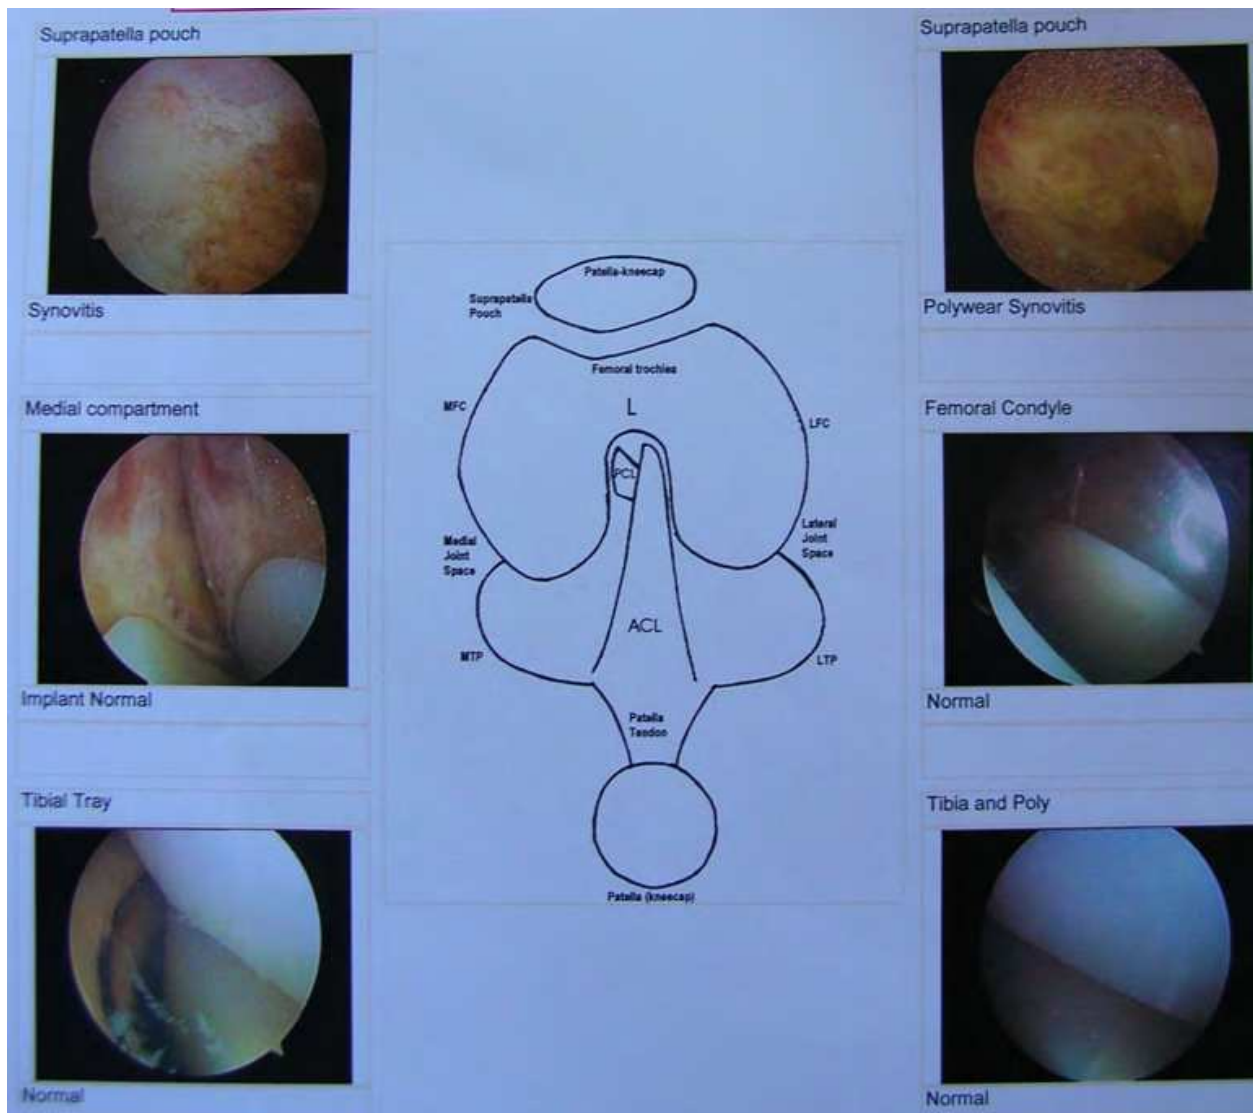 Suprapatella pouch
Synovitis
Medial compartment
Implant Normal
Tibial Tray
Normal
Patella-kneecap
Suprapatella
Pouch
Femoral trochlea
MFC
L
LFC
PCL
Medial
Joint
Space
Lateral
Joint
Space
ACL
MTP
LTP
Patella
Tendon
Patella (kneecap)
Suprapatella pouch
Polywear Synovitis
Femoral Condyle
Normal
Tibia and Poly
Normal